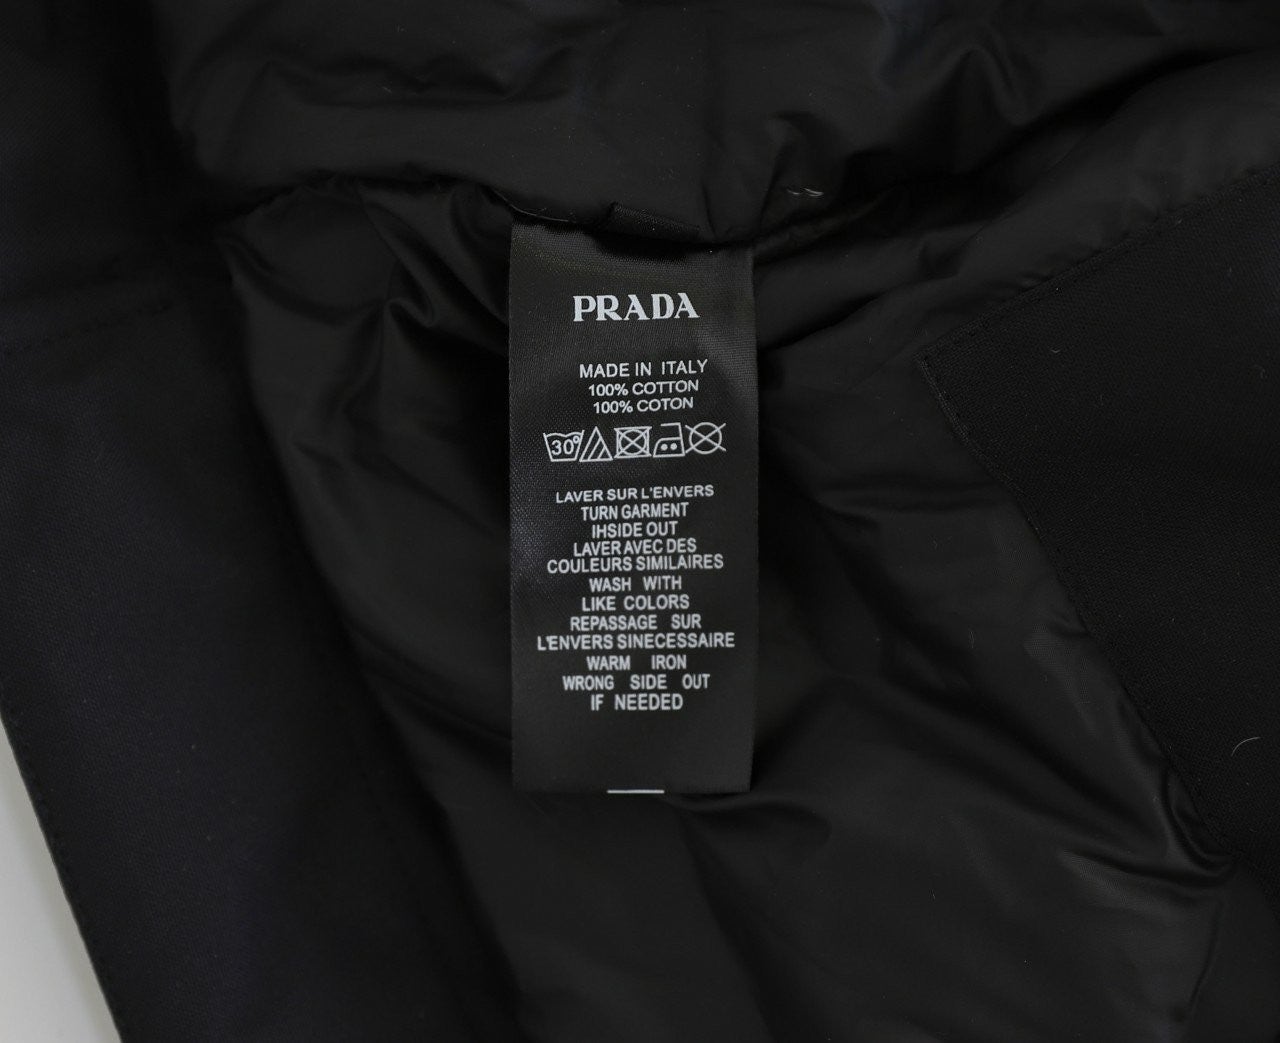 PRADA
MADE IN ITALY
100% COTTON
100% COTON
30°
LAVER SUR L'ENVERS
TURN GARMENT
IHSIDE OUT
LAVER AVEC DES
COULEURS SIMILAIRES
WASH WITH
LIKE COLORS
REPASSAGE SUR
L'ENVERS SINECESSAIRE
WARM IRON
WRONG SIDE OUT
IF NEEDED